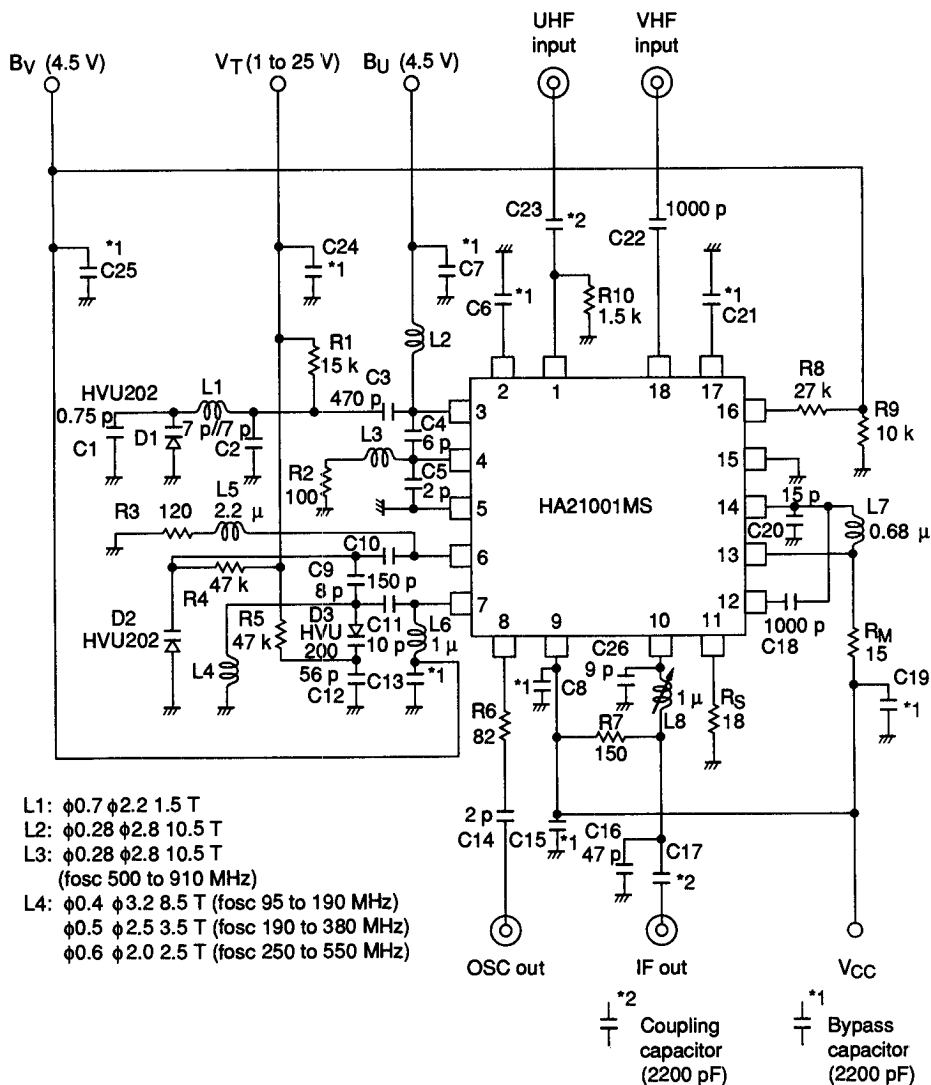 UHF input
VHF input
BV (4.5 V)
VT (1 to 25 V)
BU (4.5 V)
C23
*2
1000 p
C22
*1
C25
C24
*1
*1
C7
C6
*1
R10
1.5 k
*1
C21
R1
15 k
L2
C3
470 p
HVU202
L1
0.75 p
C1
D1
7 p//7 p
C2
2
1
18
17
3
C4
6 p
16
R8
27 k
R9
10 k
L3
R2
100
4
C5
2 p
15
5
HA21001MS
14
15 p
C20
L7
0.68 μ
R3
120
L5
2.2 μ
C10
150 p
6
13
R4
47 k
C9
8 p
7
12
C18
1000 p
D2
HVU202
R5
47 k
D3
HVU
200
C11
10 p
L6
1 μ
8
9
10
11
RM
15
L4
56 p
C12
C13
*1
C26
9 p
*1
C8
1 μ
L8
RS
18
C19
*1
R6
82
R7
150
2 p
C14
C15
*1
C16
47 p
C17
*2
L1: φ0.7 φ2.2 1.5 T
L2: φ0.28 φ2.8 10.5 T
L3: φ0.28 φ2.8 10.5 T
(fosc 500 to 910 MHz)
L4: φ0.4 φ3.2 8.5 T (fosc 95 to 190 MHz)
φ0.5 φ2.5 3.5 T (fosc 190 to 380 MHz)
φ0.6 φ2.0 2.5 T (fosc 250 to 550 MHz)
OSC out
IF out
VCC
*2
Coupling
capacitor
(2200 pF)
*1
Bypass
capacitor
(2200 pF)